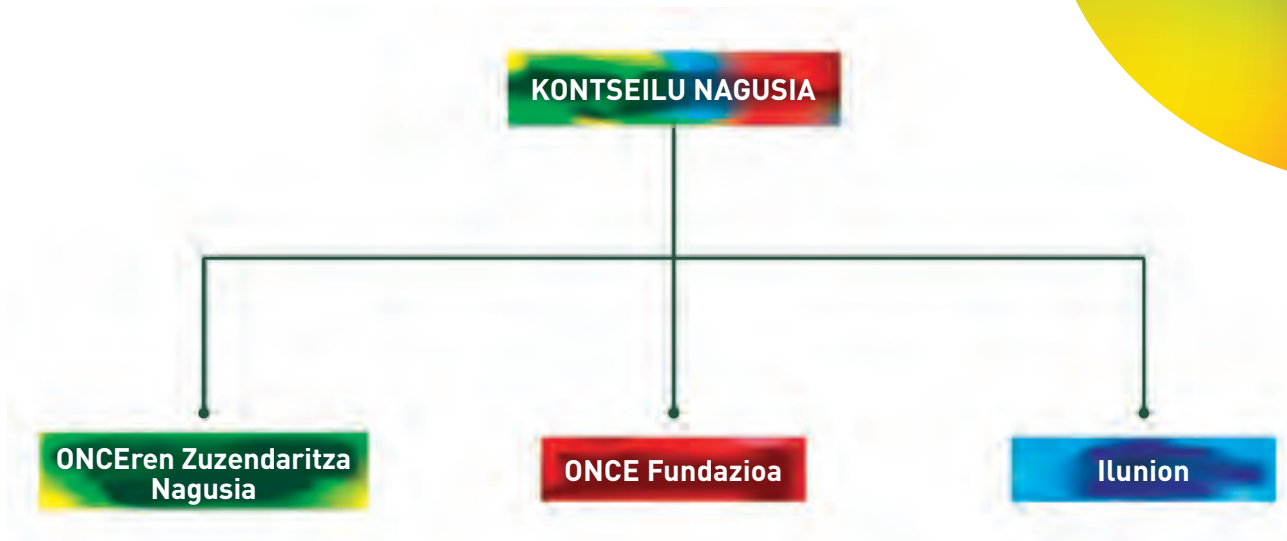 KONTSEILU NAGUSIA
ONCEren Zuzendaritza
Nagusia
ONCE Fundazioa
Ilunion